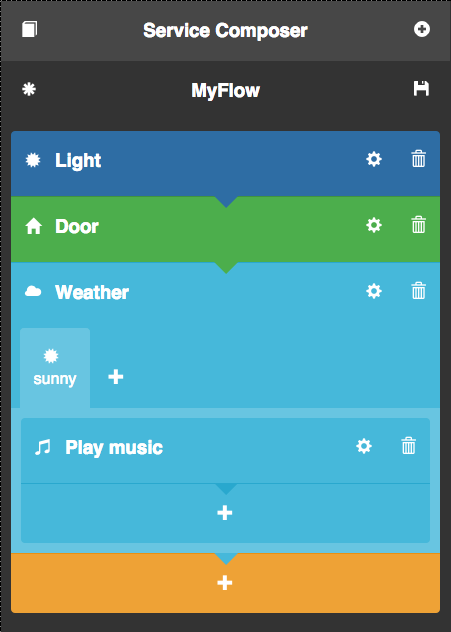 Service Composer
MyFlow
Light
Door
Weather
sunny
Play music